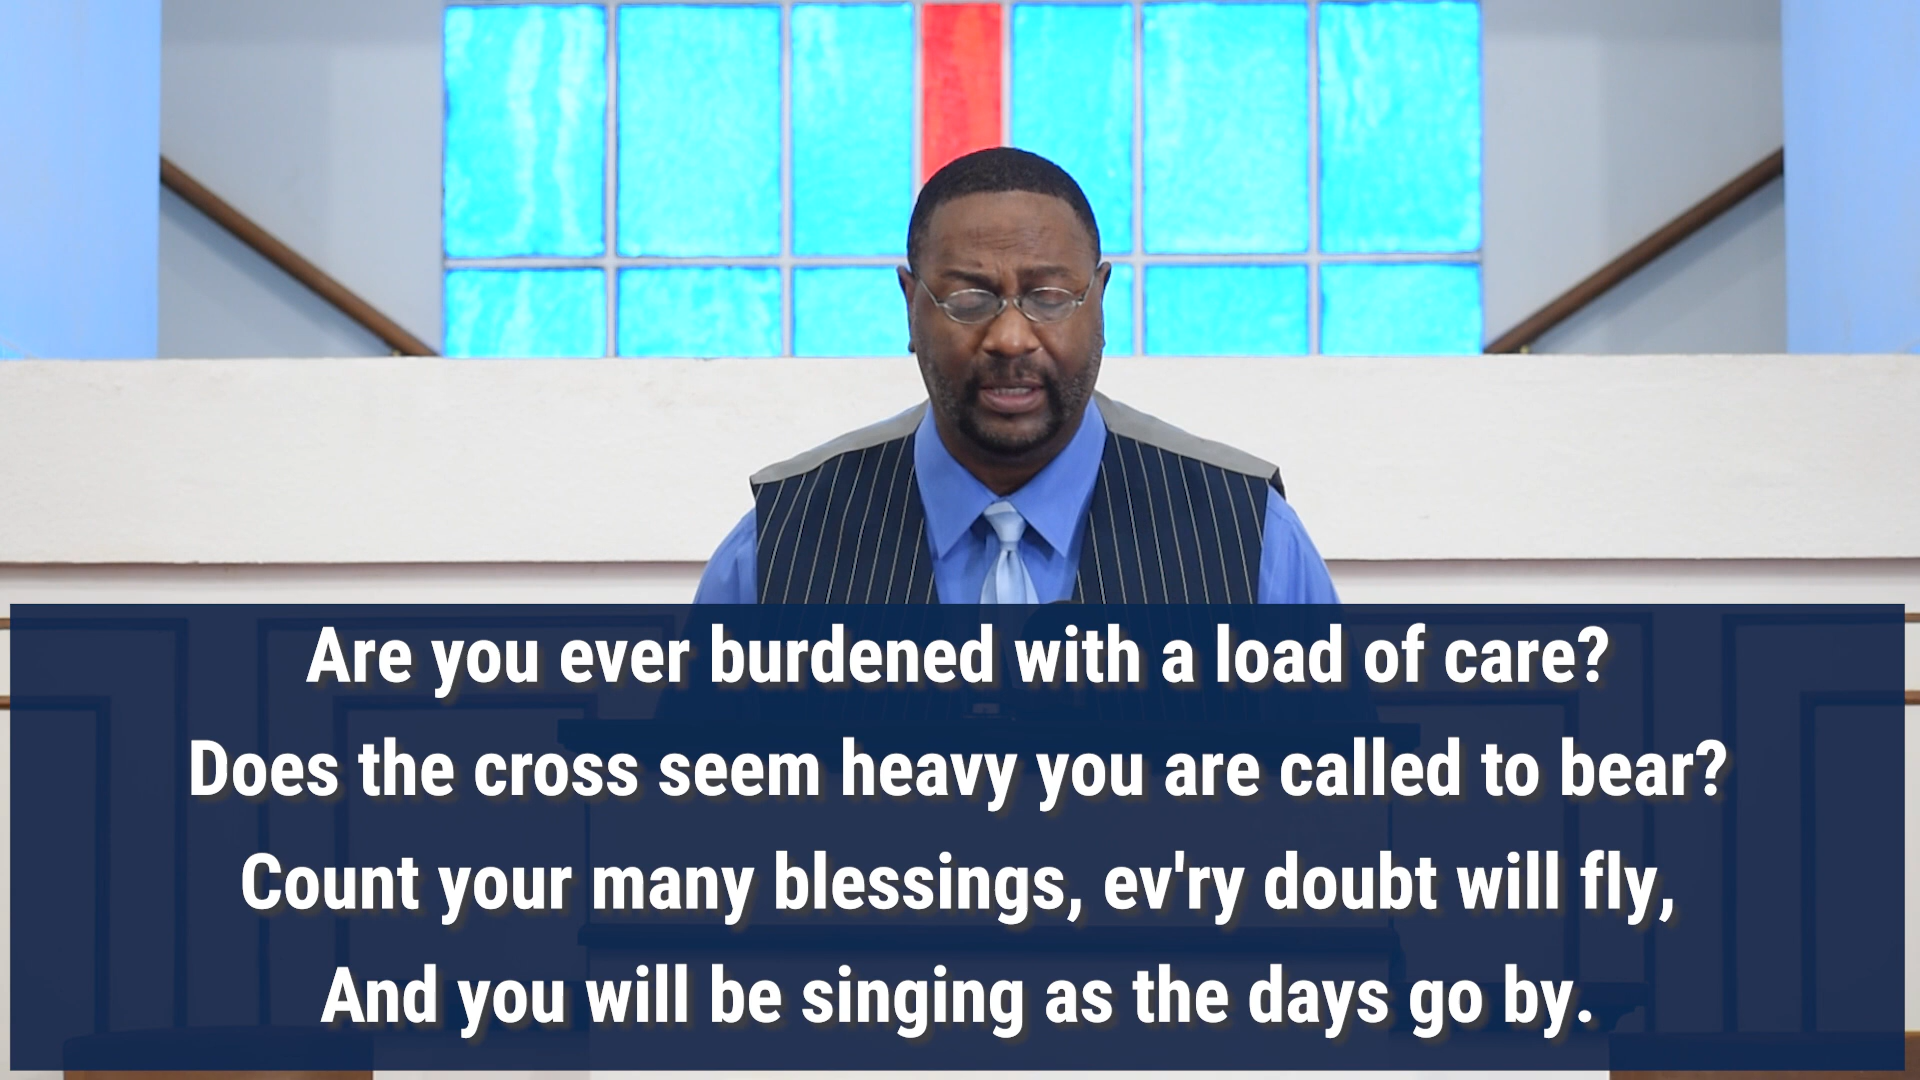 Are you ever burdened with a load of care?
Does the cross seem heavy you are called to bear?
Count your many blessings, ev'ry doubt will fly,
And you will be singing as the days go by.